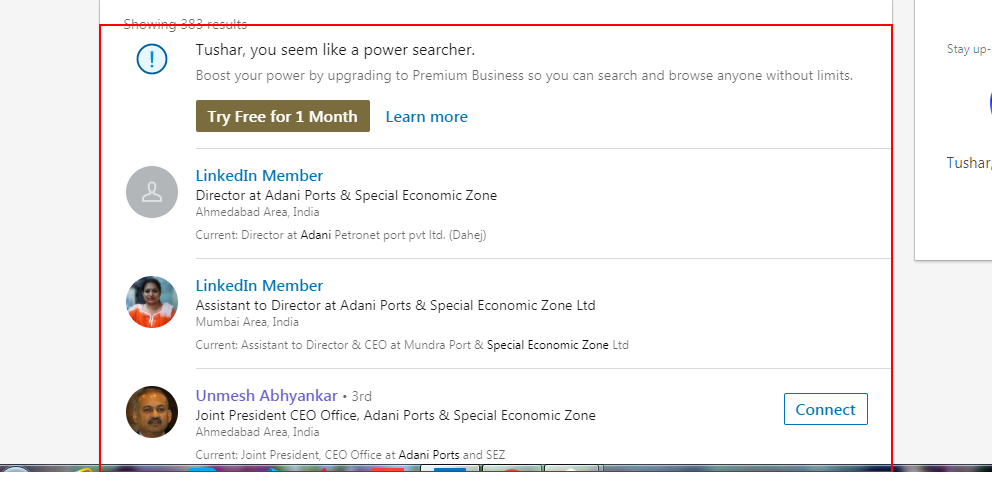 Showing 383 results
Tushar, you seem like a power searcher.
Boost your power by upgrading to Premium Business so you can search and browse anyone without limits.
Try Free for 1 Month Learn more
LinkedIn Member
Director at Adani Ports & Special Economic Zone
Ahmedabad Area, India
Current: Director at Adani Petronet port pvt ltd. (Dahej)
LinkedIn Member
Assistant to Director at Adani Ports & Special Economic Zone Ltd
Mumbai Area, India
Current: Assistant to Director & CEO at Mundra Port & Special Economic Zone Ltd
Unmesh Abhyankar • 3rd
Joint President CEO Office, Adani Ports & Special Economic Zone
Ahmedabad Area, India
Current: Joint President, CEO Office at Adani Ports and SEZ
Connect
Stay up-
Tushar,